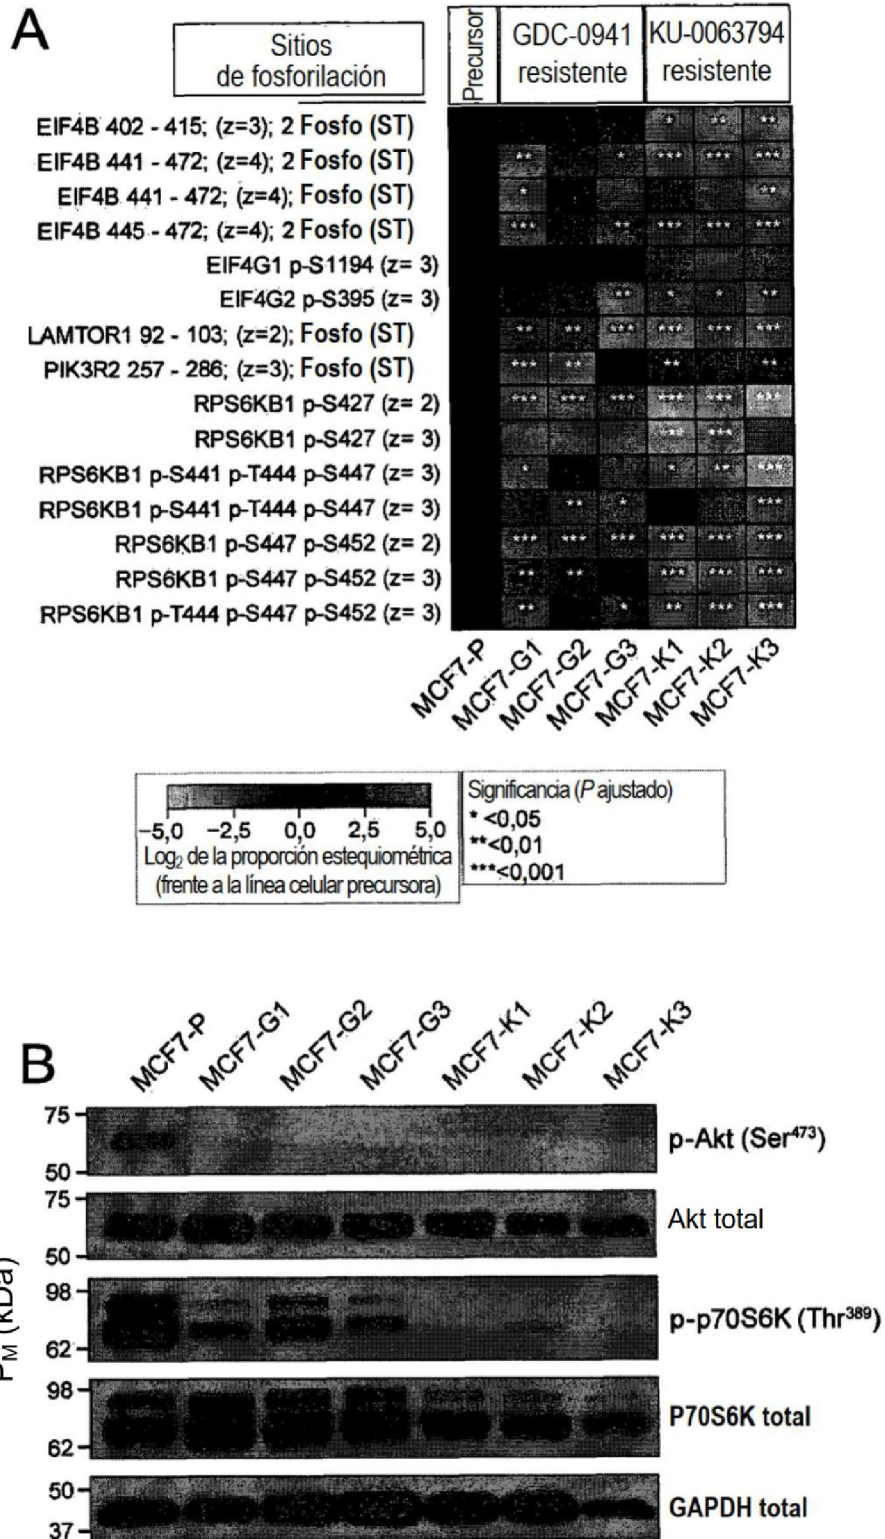 A
Sitios
de fosforilación
Precursor
GDC-0941
resistente
KU-0063794
resistente
EIF4B 402 - 415; (z=3); 2 Fosfo (ST)
* ** **
EIF4B 441 - 472; (z=4); 2 Fosfo (ST)
** * *** *** ***
EIF4B 441 - 472; (z=4); Fosfo (ST)
* **
EIF4B 445 - 472; (z=4); 2 Fosfo (ST)
*** ** *** *** ***
EIF4G1 p-S1194 (z= 3)
EIF4G2 p-S395 (z= 3)
** * * **
LAMTOR1 92 - 103; (z=2); Fosfo (ST)
** ** *** *** *** ***
PIK3R2 257 - 286; (z=3); Fosfo (ST)
*** ** ** **
RPS6KB1 p-S427 (z= 2)
*** *** *** *** *** ***
RPS6KB1 p-S427 (z= 3)
*** ***
RPS6KB1 p-S441 p-T444 p-S447 (z= 3)
* * ** ***
RPS6KB1 p-S441 p-T444 p-S447 (z= 3)
** * ***
RPS6KB1 p-S447 p-S452 (z= 2)
*** *** *** *** *** ***
RPS6KB1 p-S447 p-S452 (z= 3)
** ** *** *** ***
RPS6KB1 p-T444 p-S447 p-S452 (z= 3)
** * ** *** ***
MCF7-P MCF7-G1 MCF7-G2 MCF7-G3 MCF7-K1 MCF7-K2 MCF7-K3
−5,0 −2,5 0,0 2,5 5,0
Log2 de la proporción estequiométrica
(frente a la línea celular precursora)
Significancia (P ajustado)
* <0,05
**<0,01
***<0,001
B
MCF7-P MCF7-G1 MCF7-G2 MCF7-G3 MCF7-K1 MCF7-K2 MCF7-K3
75
p-Akt (Ser473)
50
75
Akt total
50
98
p-p70S6K (Thr389)
62
98
P70S6K total
62
50
GAPDH total
37
PM (kDa)